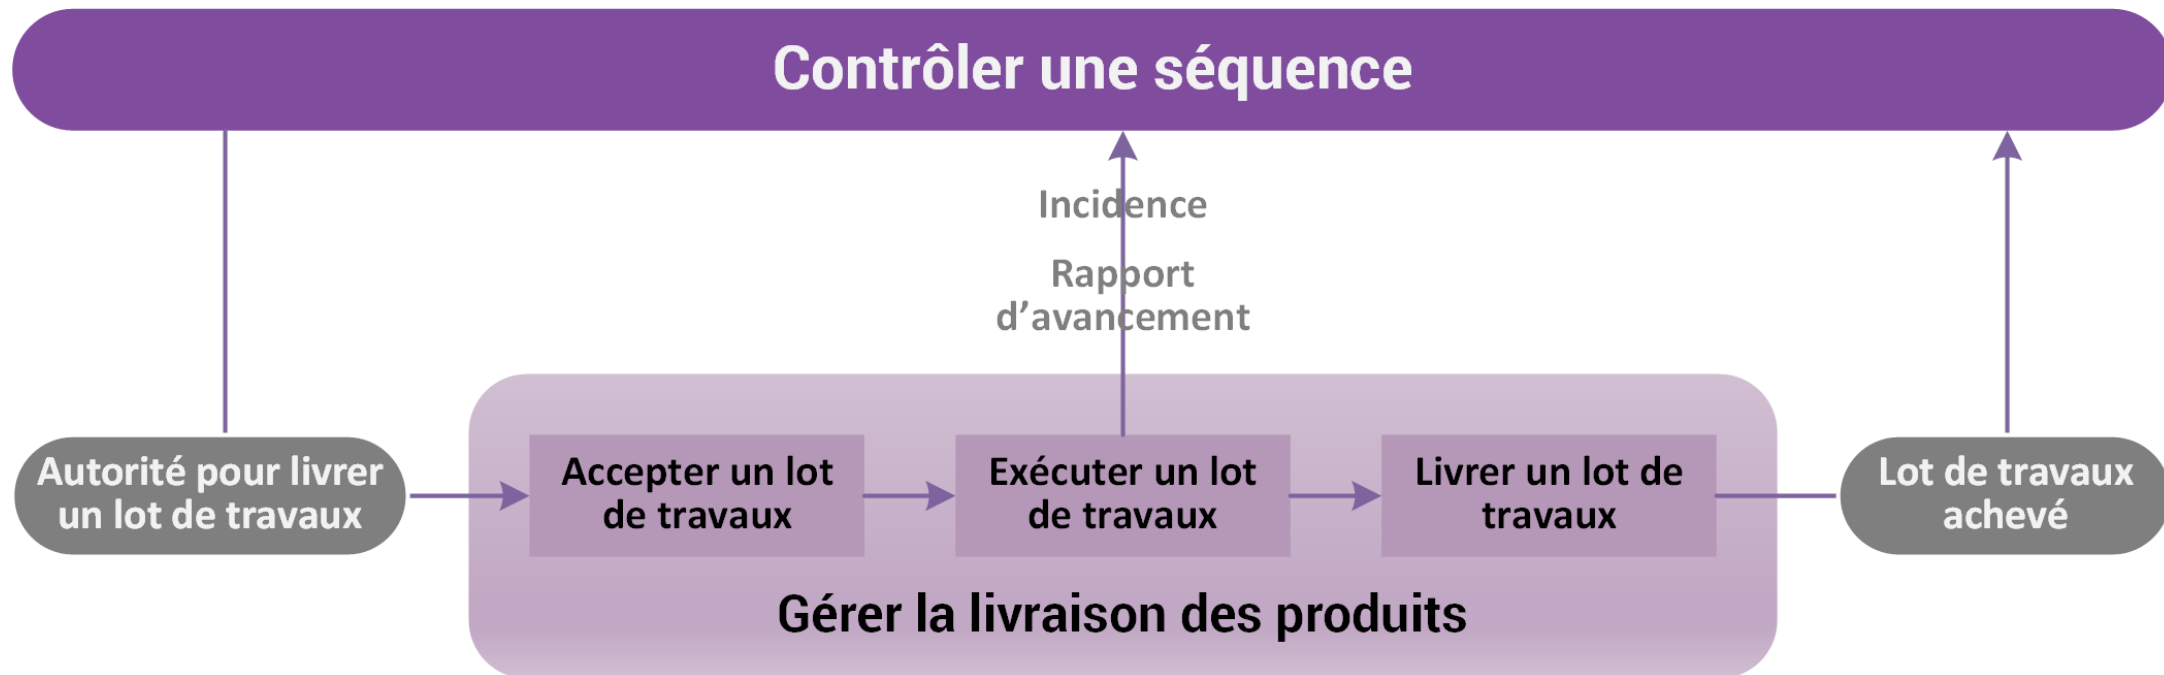 Contrôler une séquence
Incidence
Rapport
d’avancement
Autorité pour livrer
un lot de travaux
Accepter un lot
de travaux
Exécuter un lot
de travaux
Livrer un lot de
travaux
Lot de travaux
achevé
Gérer la livraison des produits